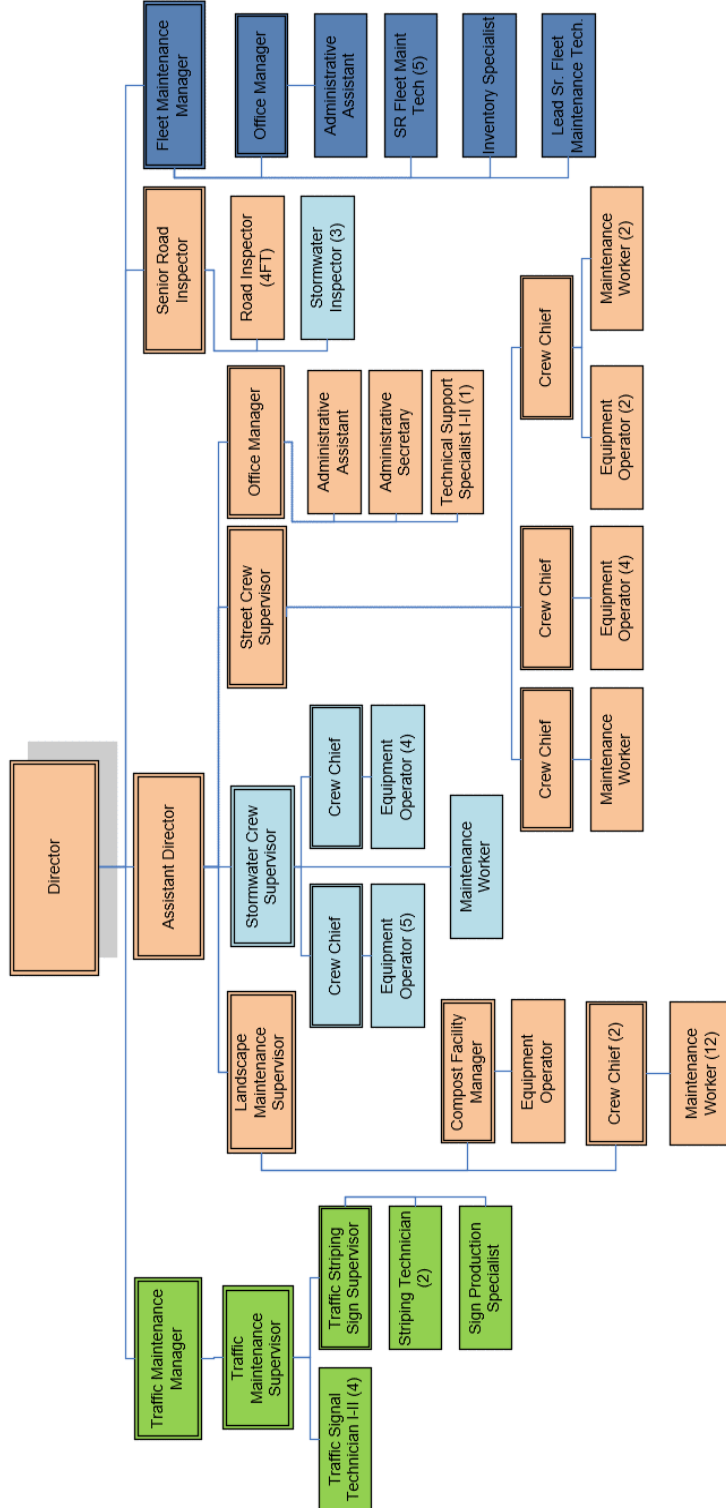 Director
Traffic Maintenance
Manager
Assistant Director
Senior Road
Inspector
Fleet Maintenance
Manager
Traffic
Maintenance
Supervisor
Traffic Signal
Technician I-II (4)
Traffic Striping
Sign Supervisor
Striping Technician
(2)
Sign Production
Specialist
Landscape
Maintenance
Supervisor
Compost Facility
Manager
Equipment
Operator
Crew Chief (2)
Maintenance
Worker (12)
Stormwater Crew
Supervisor
Crew Chief
Equipment
Operator (5)
Crew Chief
Equipment
Operator (4)
Maintenance
Worker
Street Crew
Supervisor
Crew Chief
Maintenance
Worker
Crew Chief
Equipment
Operator (4)
Crew Chief
Equipment
Operator (2)
Maintenance
Worker (2)
Office Manager
Administrative
Assistant
Administrative
Secretary
Technical Support
Specialist I-II (1)
Road Inspector
(4FT)
Stormwater
Inspector (3)
Office Manager
Administrative
Assistant
SR Fleet Maint
Tech (5)
Inventory Specialist
Lead Sr. Fleet
Maintenance Tech.